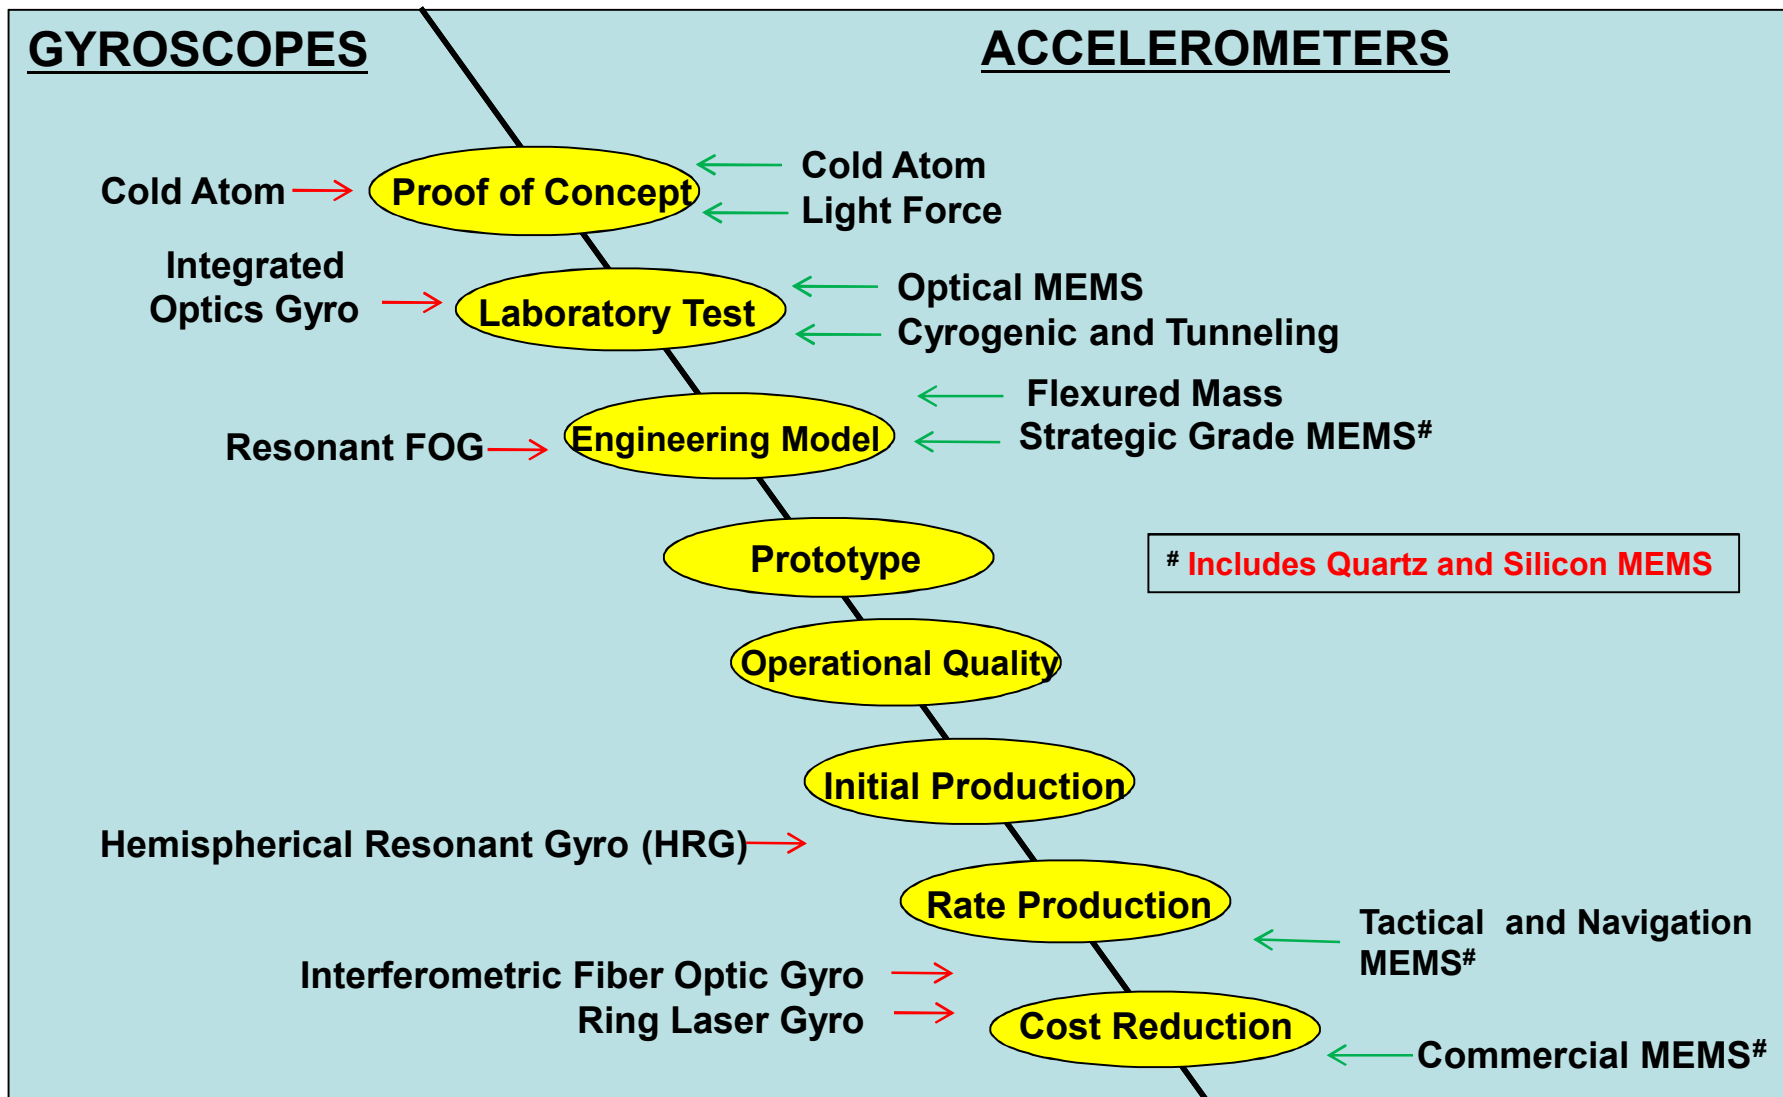 GYROSCOPES
ACCELEROMETERS
Cold Atom
Proof of Concept
Cold Atom
Light Force
Integrated
Optics Gyro
Laboratory Test
Optical MEMS
Cyrogenic and Tunneling
Resonant FOG
Engineering Model
Flexured Mass
Strategic Grade MEMS#
Prototype
# Includes Quartz and Silicon MEMS
Operational Quality
Initial Production
Hemispherical Resonant Gyro (HRG)
Rate Production
Tactical and Navigation
MEMS#
Interferometric Fiber Optic Gyro
Ring Laser Gyro
Cost Reduction
Commercial MEMS#